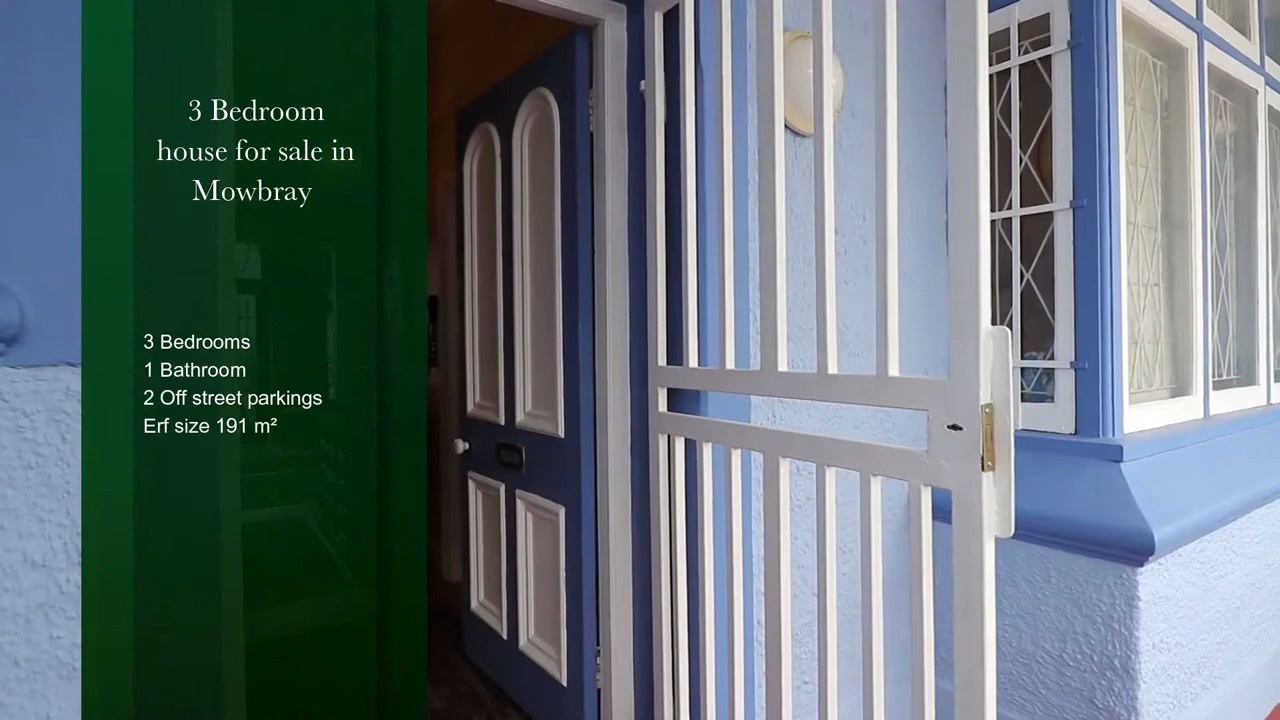 3 Bedroom
house for sale in
Mowbray
3 Bedrooms
1 Bathroom
2 Off street parkings
Erf size 191 m²